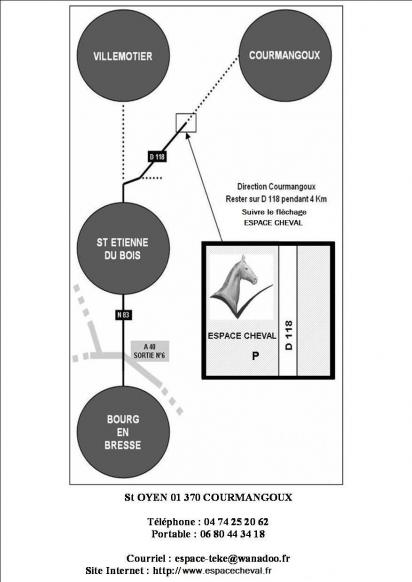 VILLEMOTIER
COURMANGOUX
D 118
Direction Courmangoux
Rester sur D 118 pendant 4 Km
Suivre le fléchage
ESPACE CHEVAL
ST ETIENNE
DU BOIS
ESPACE CHEVAL
P
D 118
N 83
A 40
SORTIE N°6
BOURG
EN
BRESSE
St OYEN 01 370 COURMANGOUX
Téléphone : 04 74 25 20 62
Portable : 06 80 44 34 18
Courriel : espace-teke@wanadoo.fr
Site Internet : http://www.espacecheval.fr